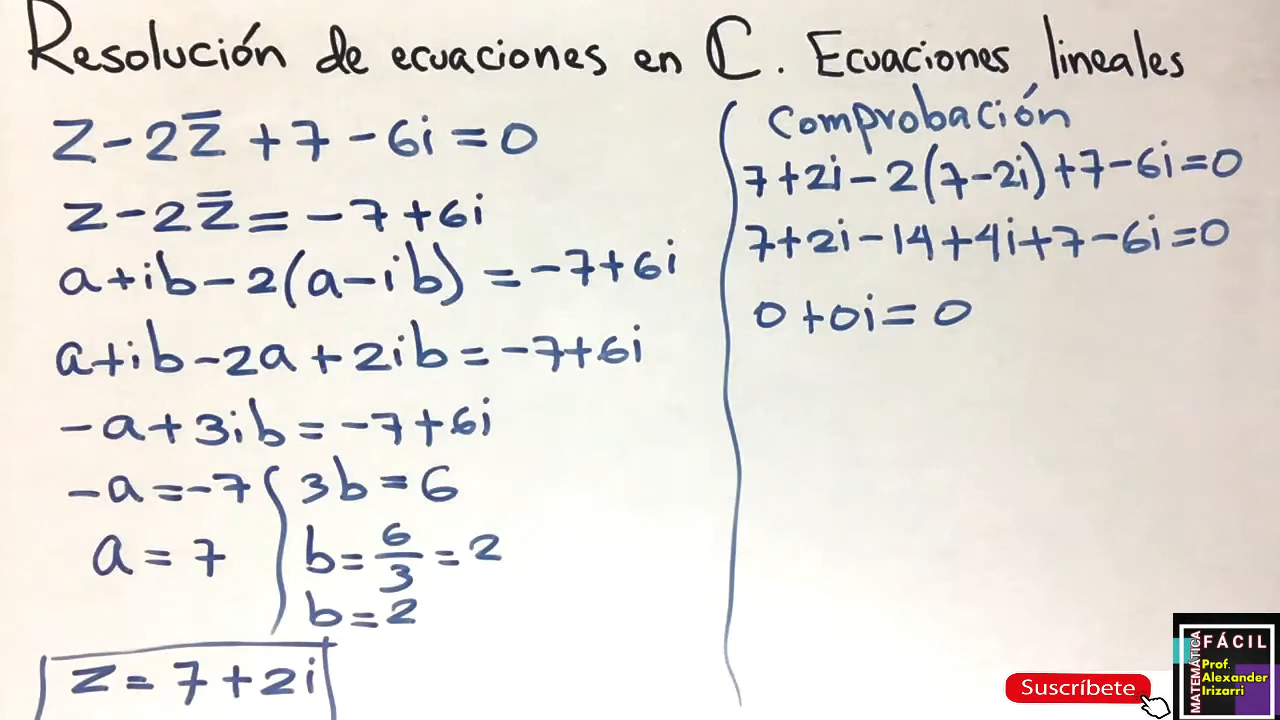 Resolución de ecuaciones en ℂ. Ecuaciones lineales
z - 2z̅ + 7 - 6i = 0
z - 2z̅ = -7 + 6i
a + ib - 2(a - ib) = -7 + 6i
a + ib - 2a + 2ib = -7 + 6i
-a + 3ib = -7 + 6i
-a = -7
a = 7
3b = 6
b = 6/3 = 2
b = 2
z = 7 + 2i
Comprobación
7 + 2i - 2(7 - 2i) + 7 - 6i = 0
7 + 2i - 14 + 4i + 7 - 6i = 0
0 + 0i = 0
Suscríbete
MATEMÁTICA
FÁCIL
Prof.
Alexander
Irizarri